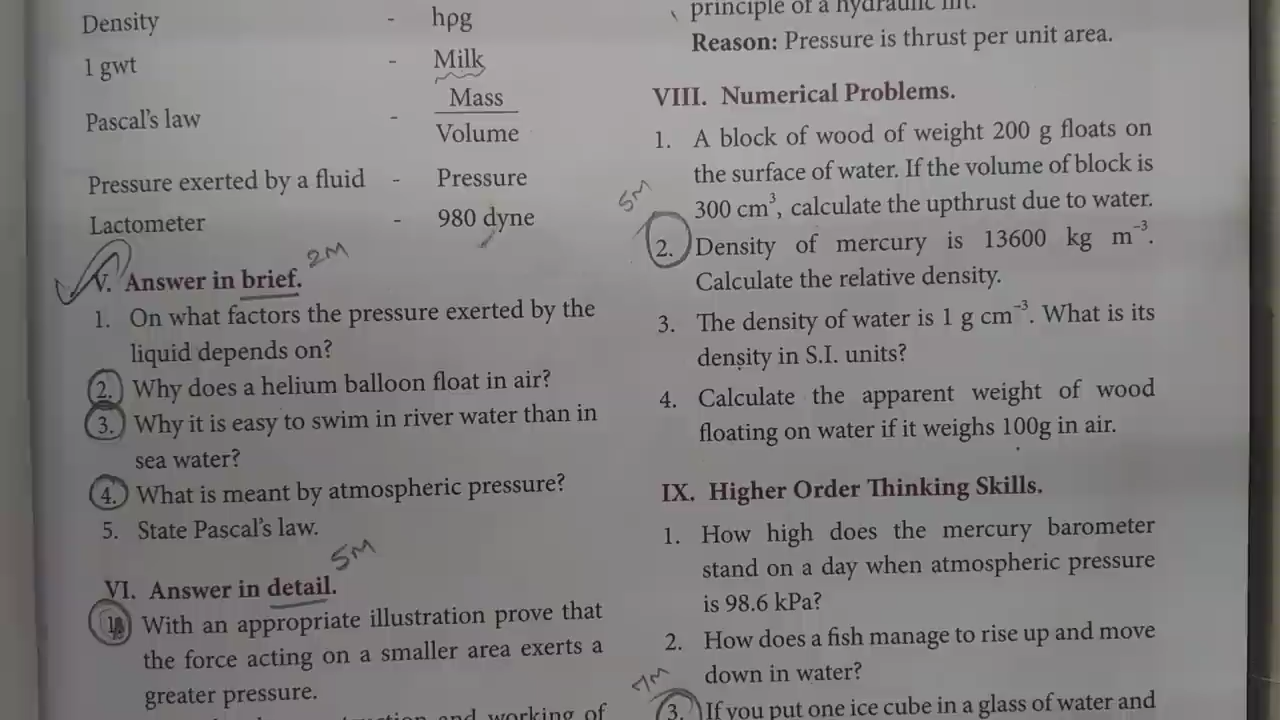 Density - hpg
1 gwt - Milk
Pascal's law - Mass
Volume
Pressure exerted by a fluid - Pressure
Lactometer - 980 dyne
V. Answer in brief. 2M
1. On what factors the pressure exerted by the
liquid depends on?
2. Why does a helium balloon float in air?
3. Why it is easy to swim in river water than in
sea water?
4. What is meant by atmospheric pressure?
5. State Pascal's law.
5M
VI. Answer in detail.
1. With an appropriate illustration prove that
the force acting on a smaller area exerts a
greater pressure.
and working of
principle of a hydraulic lift.
Reason: Pressure is thrust per unit area.
VIII. Numerical Problems.
1. A block of wood of weight 200 g floats on
the surface of water. If the volume of block is
300 cm³, calculate the upthrust due to water.
5M
2. Density of mercury is 13600 kg m⁻³.
Calculate the relative density.
3. The density of water is 1 g cm⁻³. What is its
density in S.I. units?
4. Calculate the apparent weight of wood
floating on water if it weighs 100g in air.
IX. Higher Order Thinking Skills.
1. How high does the mercury barometer
stand on a day when atmospheric pressure
is 98.6 kPa?
2. How does a fish manage to rise up and move
down in water?
7M
3. If you put one ice cube in a glass of water and